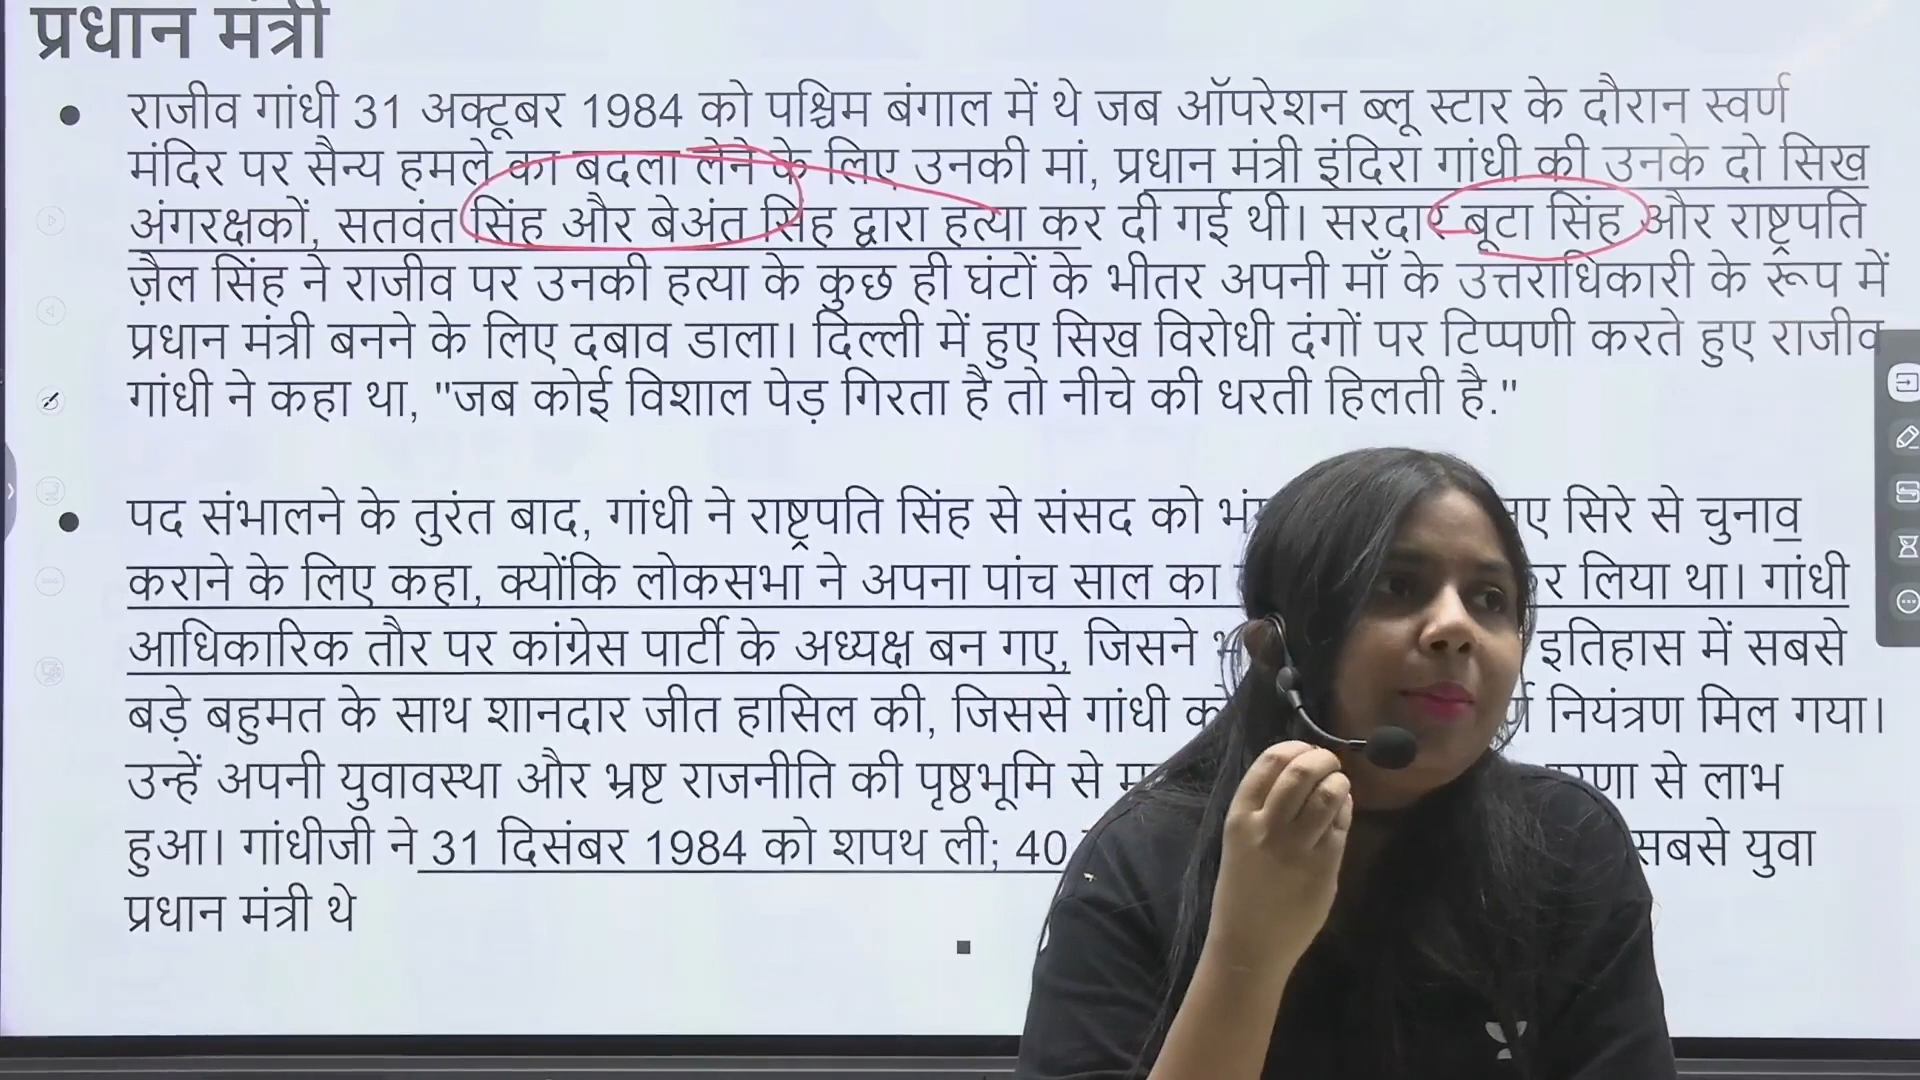 प्रधान मंत्री
राजीव गांधी 31 अक्टूबर 1984 को पश्चिम बंगाल में थे जब ऑपरेशन ब्लू स्टार के दौरान स्वर्ण
मंदिर पर सैन्य हमले का बदला लेने के लिए उनकी मां, प्रधान मंत्री इंदिरा गांधी की उनके दो सिख
अंगरक्षकों, सतवंत सिंह और बेअंत सिंह द्वारा हत्या कर दी गई थी। सरदार बूटा सिंह और राष्ट्रपति
ज़ैल सिंह ने राजीव पर उनकी हत्या के कुछ ही घंटों के भीतर अपनी माँ के उत्तराधिकारी के रूप में
प्रधान मंत्री बनने के लिए दबाव डाला। दिल्ली में हुए सिख विरोधी दंगों पर टिप्पणी करते हुए राजीव
गांधी ने कहा था, "जब कोई विशाल पेड़ गिरता है तो नीचे की धरती हिलती है."
पद संभालने के तुरंत बाद, गांधी ने राष्ट्रपति सिंह से संसद को सिरे से चुनाव
कराने के लिए कहा, क्योंकि लोकसभा ने अपना पांच साल का लिया था। गांधी
आधिकारिक तौर पर कांग्रेस पार्टी के अध्यक्ष बन गए, जिसने इतिहास में सबसे
बड़े बहुमत के साथ शानदार जीत हासिल की, जिससे गांधी नियंत्रण मिल गया।
उन्हें अपनी युवावस्था और भ्रष्ट राजनीति की पृष्ठभूमि से से लाभ
हुआ। गांधीजी ने 31 दिसंबर 1984 को शपथ ली; 40 सबसे युवा
प्रधान मंत्री थे